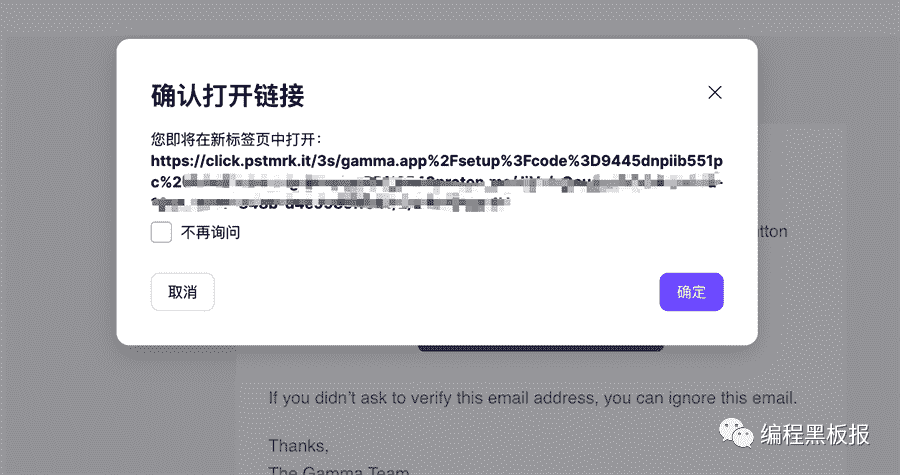 确认打开链接
您即将在新标签页中打开：
https://click.pstmrk.it/3s/gamma.app%2Fsetup%3Fcode%3D9445dnpiib551p
c%2
不再询问
取消
确定
If you didn't ask to verify this email address, you can ignore this email.
Thanks,
The Gamma Team
编程黑板报